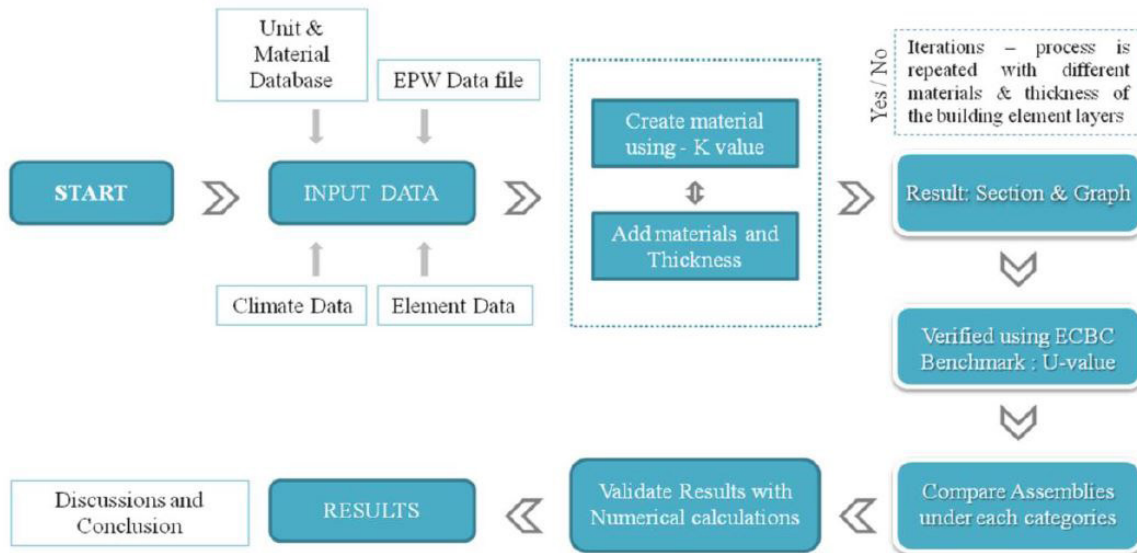 Unit &
Material
Database
EPW Data file
START
INPUT DATA
Climate Data
Element Data
Create material
using - K value
Add materials and
Thickness
Yes / No
Iterations – process is
repeated with different
materials & thickness of
the building element layers
Result: Section & Graph
Verified using ECBC
Benchmark : U-value
Compare Assemblies
under each categories
Validate Results with
Numerical calculations
RESULTS
Discussions and
Conclusion